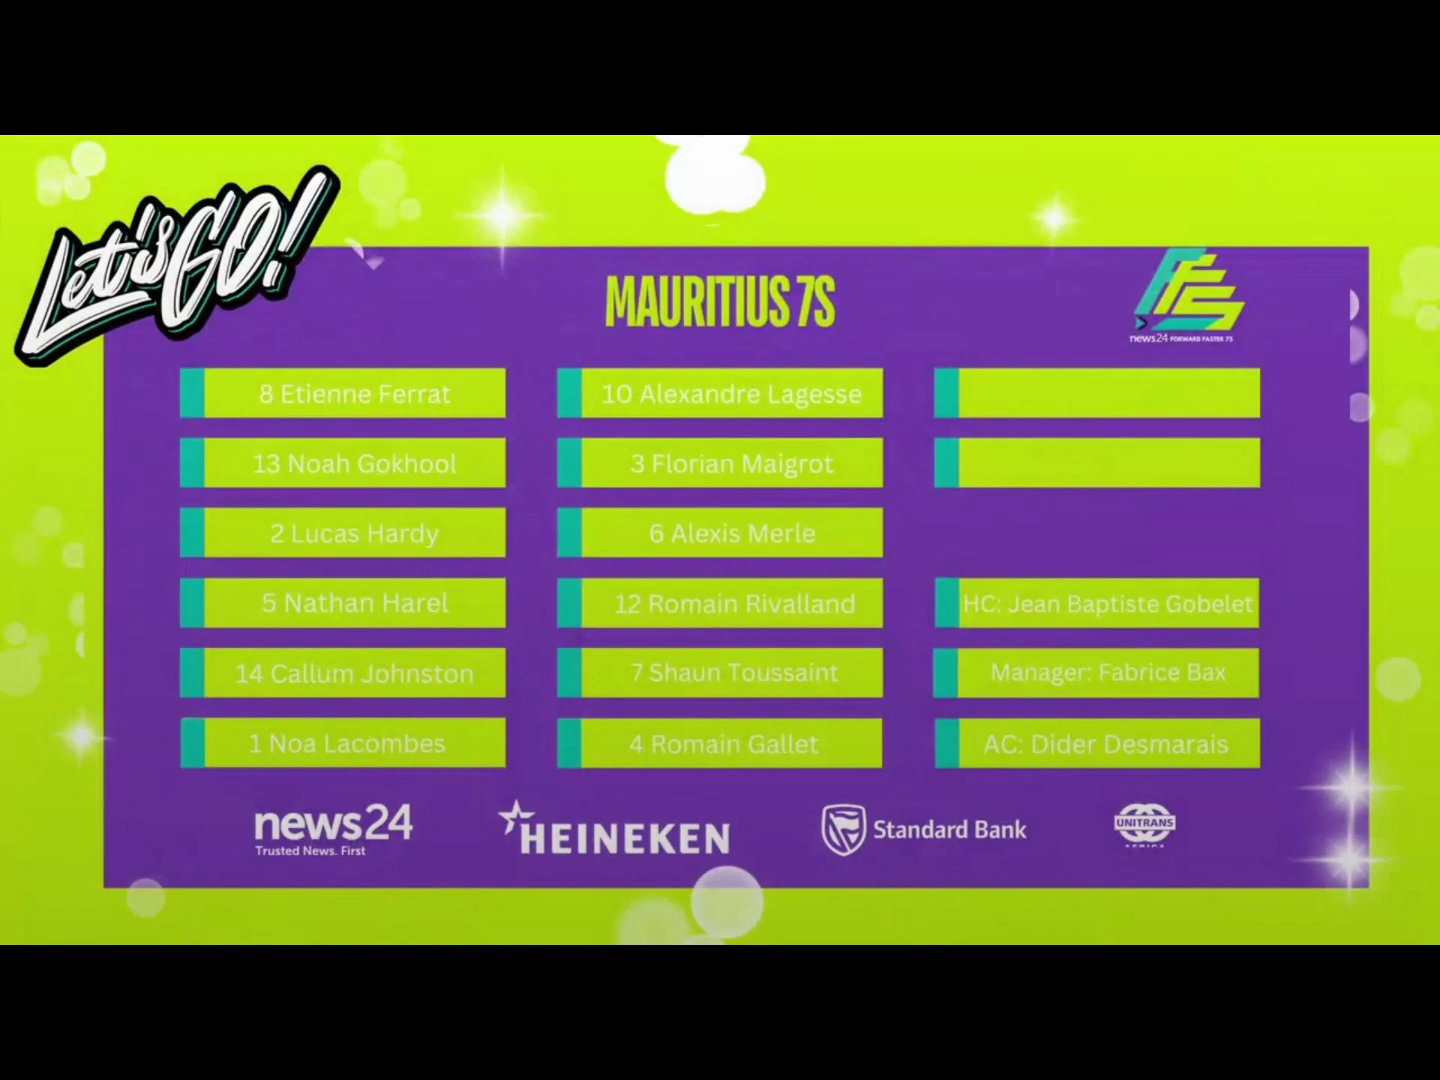 Let's GO!
MAURITIUS 7S
news24 FORWARD FASTER 7S
8 Etienne Ferrat
13 Noah Gokhool
2 Lucas Hardy
5 Nathan Harel
14 Callum Johnston
1 Noa Lacombes
10 Alexandre Lagesse
3 Florian Maigrot
6 Alexis Merle
12 Romain Rivalland
7 Shaun Toussaint
4 Romain Gallet
HC: Jean Baptiste Gobelet
Manager: Fabrice Bax
AC: Dider Desmarais
news24
Trusted News. First
HEINEKEN
Standard Bank
UNITRANS
AFRICA